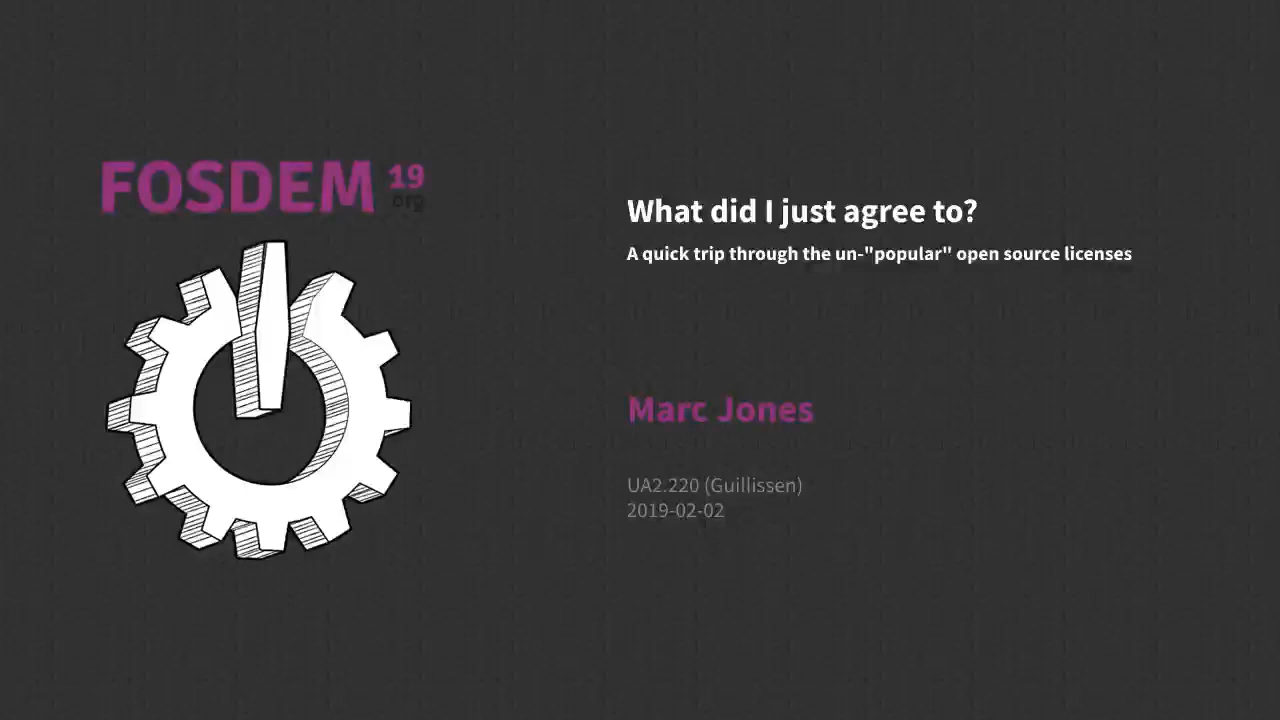 FOSDEM 19
org
What did I just agree to?
A quick trip through the un-"popular" open source licenses
Marc Jones
UA2.220 (Guillissen)
2019-02-02